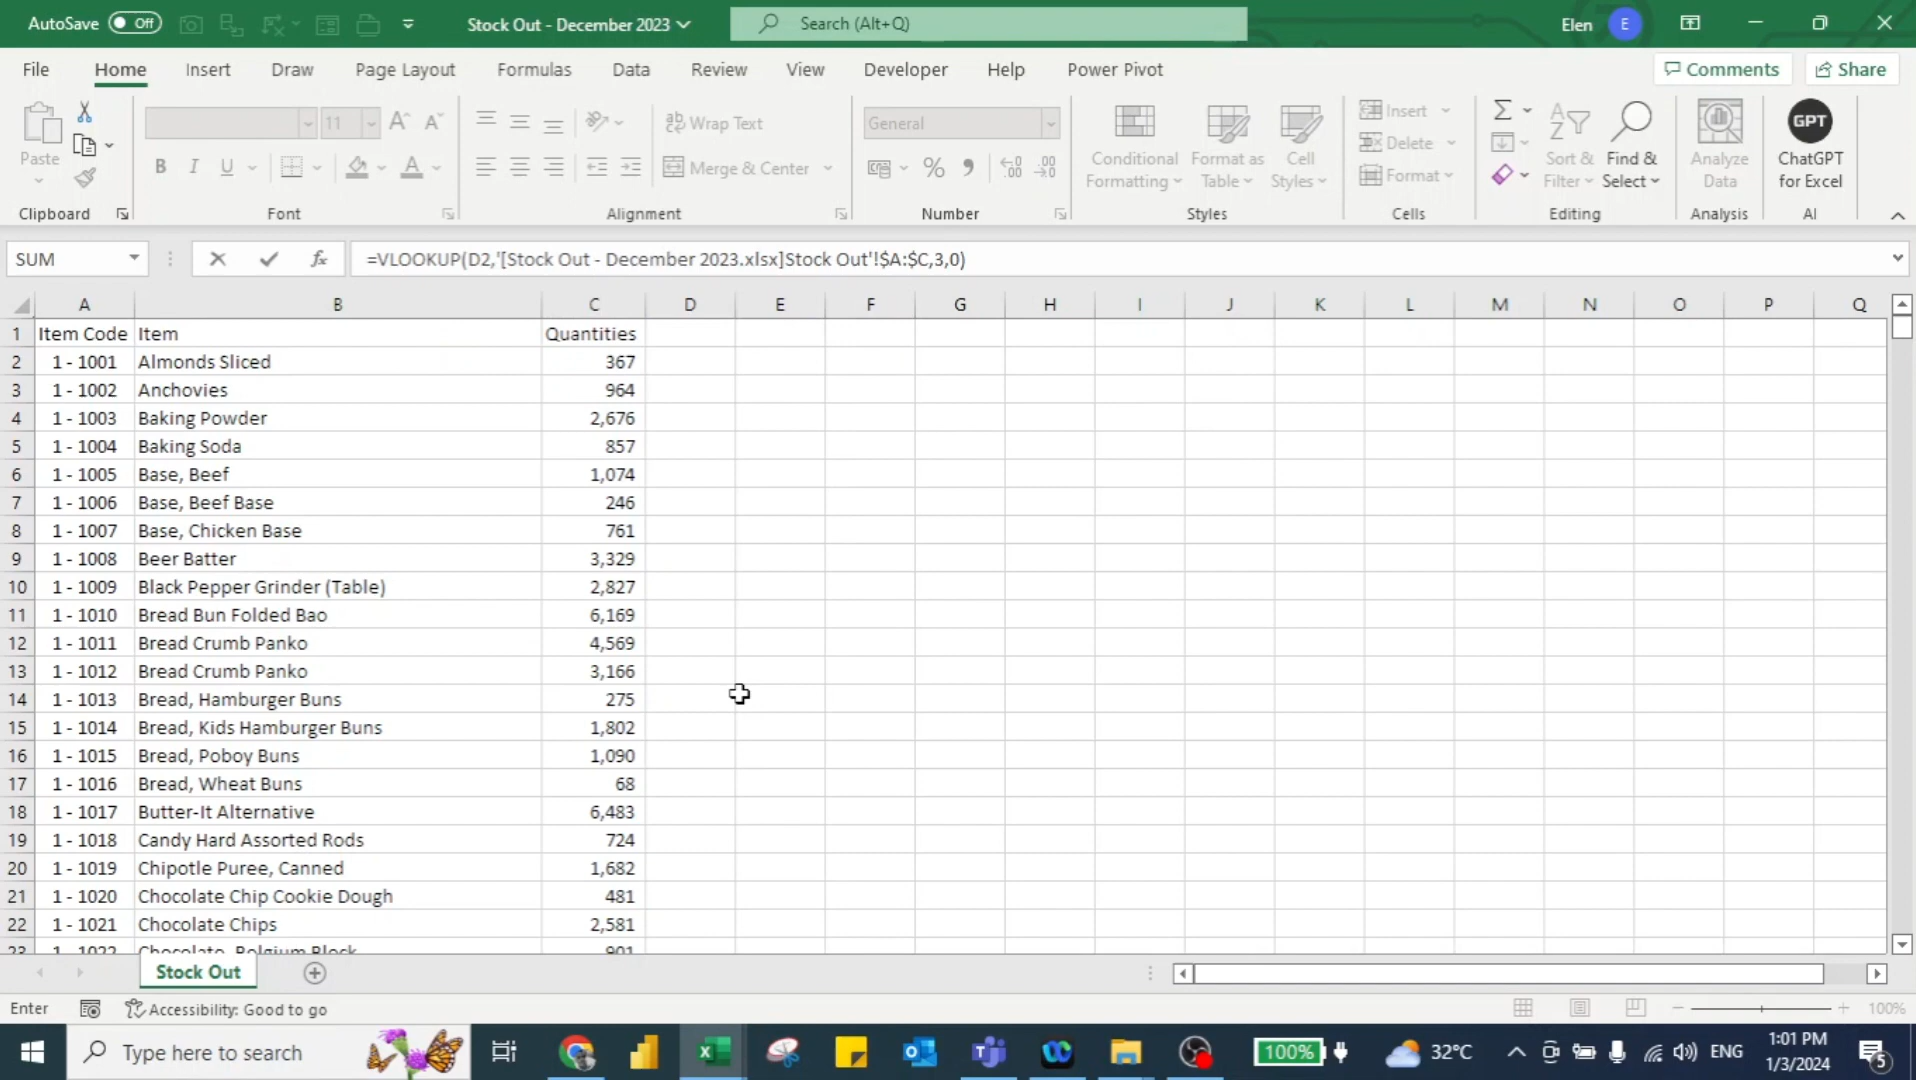 AutoSave Off Stock Out - December 2023 Search (Alt+Q) Elen E
File Home Insert Draw Page Layout Formulas Data Review View Developer Help Power Pivot Comments Share
Paste 11 Wrap Text General Conditional Formatting Format as Table Cell Styles Insert Sort & Filter Find & Select Analyze Data GPT ChatGPT for Excel
B I U A Merge & Center % Delete
Format
Clipboard Font Alignment Number Styles Cells Editing Analysis AI
SUM fx =VLOOKUP(D2,'[Stock Out - December 2023.xlsx]Stock Out'!$A:$C,3,0)
A B C D E F G H I J K L M N O P Q
1 Item Code Item Quantities
2 1 - 1001 Almonds Sliced 367
3 1 - 1002 Anchovies 964
4 1 - 1003 Baking Powder 2,676
5 1 - 1004 Baking Soda 857
6 1 - 1005 Base, Beef 1,074
7 1 - 1006 Base, Beef Base 246
8 1 - 1007 Base, Chicken Base 761
9 1 - 1008 Beer Batter 3,329
10 1 - 1009 Black Pepper Grinder (Table) 2,827
11 1 - 1010 Bread Bun Folded Bao 6,169
12 1 - 1011 Bread Crumb Panko 4,569
13 1 - 1012 Bread Crumb Panko 3,166
14 1 - 1013 Bread, Hamburger Buns 275
15 1 - 1014 Bread, Kids Hamburger Buns 1,802
16 1 - 1015 Bread, Poboy Buns 1,090
17 1 - 1016 Bread, Wheat Buns 68
18 1 - 1017 Butter-It Alternative 6,483
19 1 - 1018 Candy Hard Assorted Rods 724
20 1 - 1019 Chipotle Puree, Canned 1,682
21 1 - 1020 Chocolate Chip Cookie Dough 481
22 1 - 1021 Chocolate Chips 2,581
23 1 - 1022 Chocolate, Belgium Block 901
Stock Out
Enter Accessibility: Good to go 100%
Type here to search 100% 32°C ENG 1:01 PM
1/3/2024 5